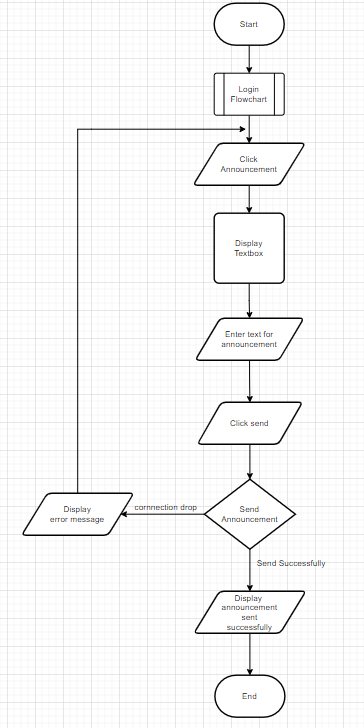 Start
Login
Flowchart
Click
Announcement
Display
Textbox
Enter text for
announcement
Click send
Send
Announcement
cornnection drop
Display
error message
Send Successfully
Display
announcement
sent
successfully
End